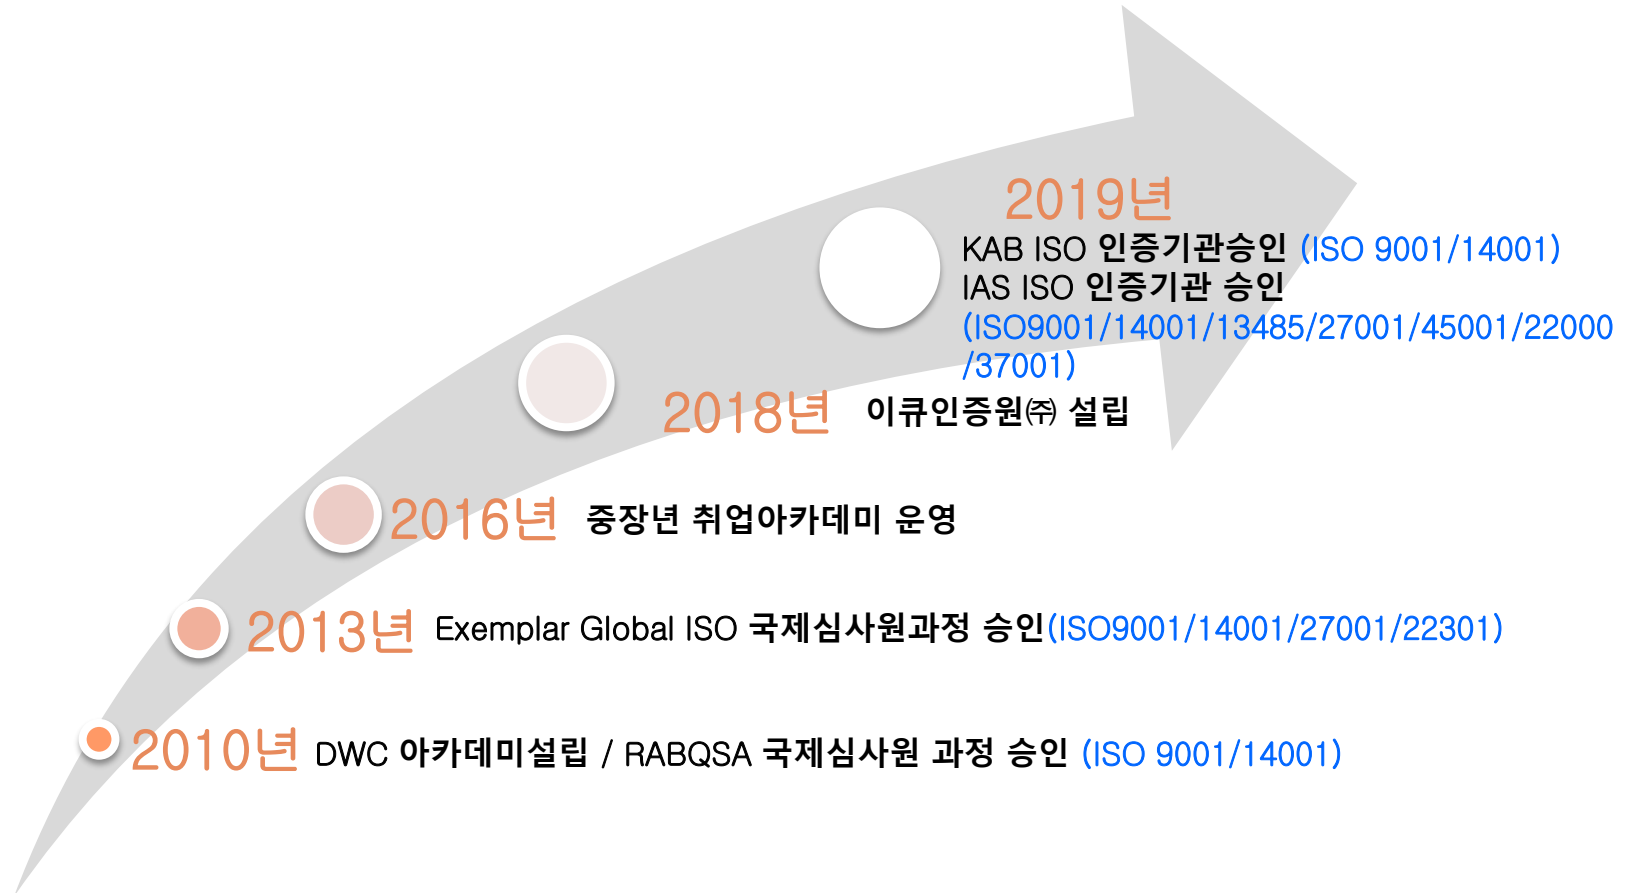 2019년
KAB ISO 인증기관승인 (ISO 9001/14001)
IAS ISO 인증기관 승인
(ISO9001/14001/13485/27001/45001/22000
/37001)
2018년 이큐인증원㈜ 설립
2016년 중장년 취업아카데미 운영
2013년 Exemplar Global ISO 국제심사원과정 승인(ISO9001/14001/27001/22301)
2010년 DWC 아카데미설립 / RABQSA 국제심사원 과정 승인 (ISO 9001/14001)